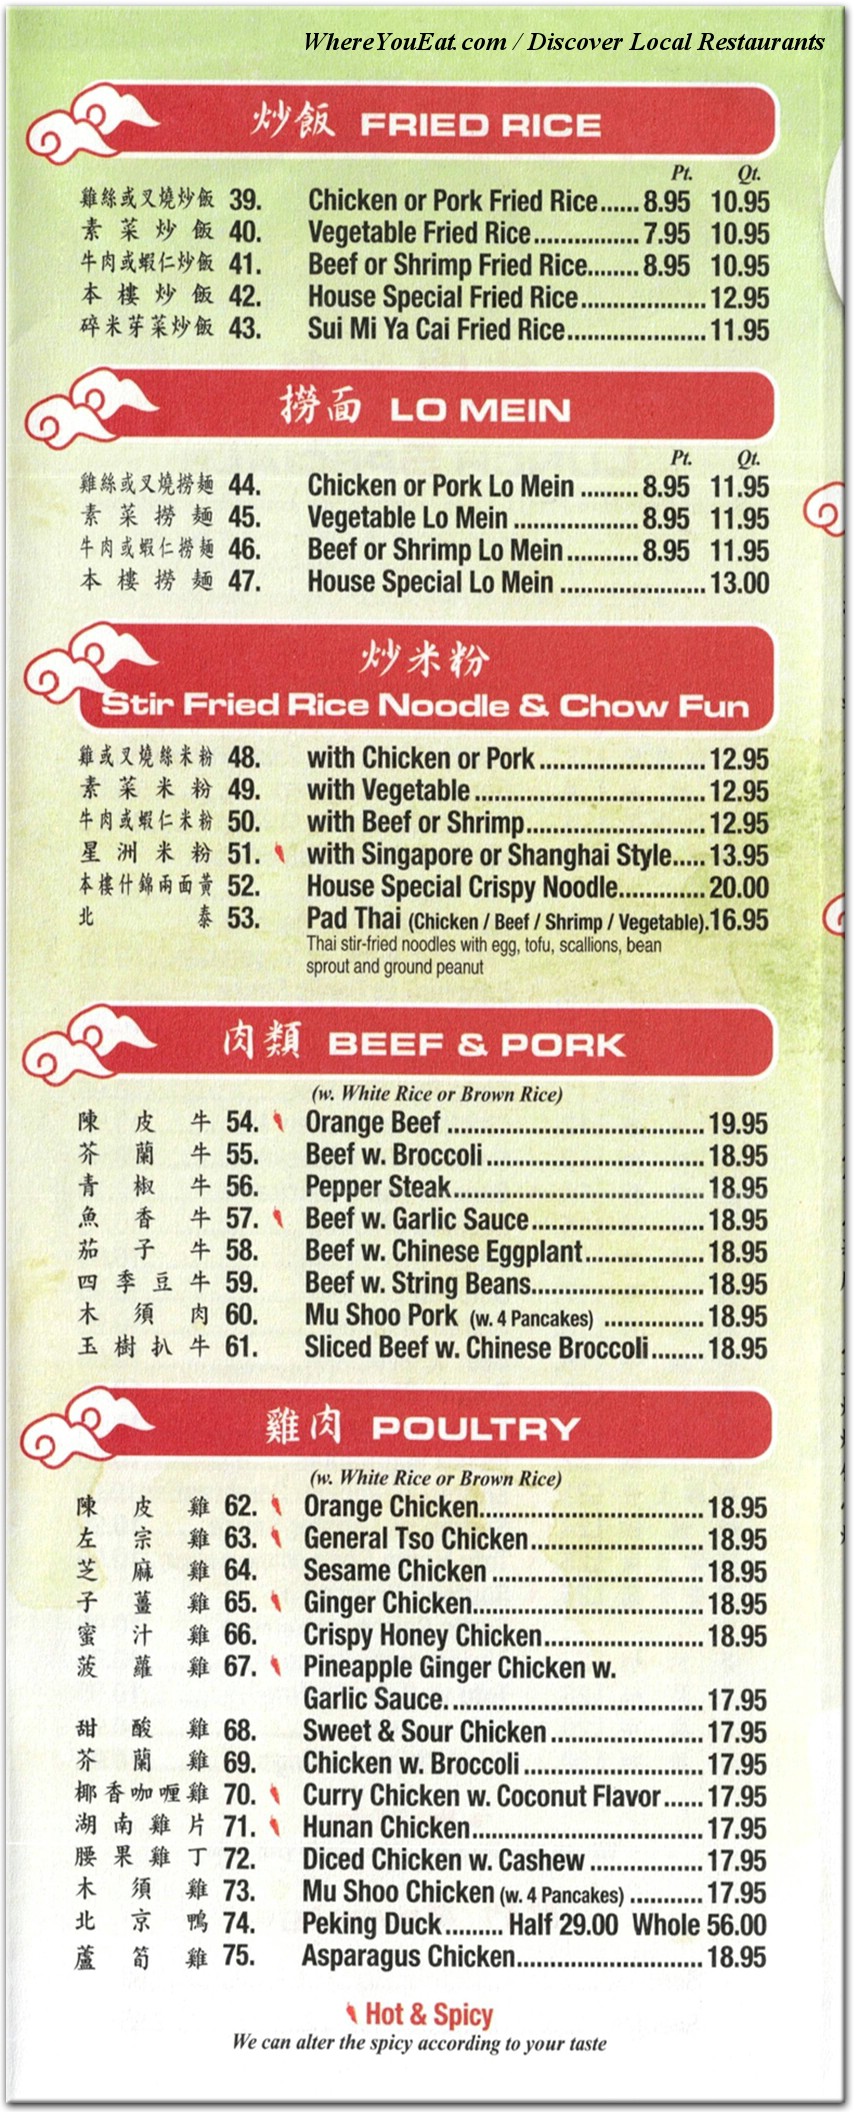 WhereYouEat.com / Discover Local Restaurants
炒飯 FRIED RICE
Pt. Qt.
雞絲或叉燒炒飯 39. Chicken or Pork Fried Rice......8.95 10.95
素菜炒飯 40. Vegetable Fried Rice.................7.95 10.95
牛肉或蝦仁炒飯 41. Beef or Shrimp Fried Rice........8.95 10.95
本樓炒飯 42. House Special Fried Rice.....................12.95
碎米芽菜炒飯 43. Sui Mi Ya Cai Fried Rice.......................11.95
撈面 LO MEIN
Pt. Qt.
雞絲或叉燒撈麵 44. Chicken or Pork Lo Mein .........8.95 11.95
素菜撈麵 45. Vegetable Lo Mein ....................8.95 11.95
牛肉或蝦仁撈麵 46. Beef or Shrimp Lo Mein............8.95 11.95
本樓撈麵 47. House Special Lo Mein ........................13.00
炒米粉
Stir Fried Rice Noodle & Chow Fun
雞或叉燒絲米粉 48. with Chicken or Pork............................12.95
素菜米粉 49. with Vegetable .......................................12.95
牛肉或蝦仁米粉 50. with Beef or Shrimp..............................12.95
星洲米粉 51. with Singapore or Shanghai Style.....13.95
本樓什錦兩面黃 52. House Special Crispy Noodle..............20.00
北泰 53. Pad Thai (Chicken / Beef / Shrimp / Vegetable).16.95
Thai stir-fried noodles with egg, tofu, scallions, bean
sprout and ground peanut
肉類 BEEF & PORK
(w. White Rice or Brown Rice)
陳皮牛 54. Orange Beef ...........................................19.95
芥蘭牛 55. Beef w. Broccoli.....................................18.95
青椒牛 56. Pepper Steak..........................................18.95
魚香牛 57. Beef w. Garlic Sauce.............................18.95
茄子牛 58. Beef w. Chinese Eggplant....................18.95
四季豆牛 59. Beef w. String Beans.............................18.95
木須肉 60. Mu Shoo Pork (w. 4 Pancakes) .................18.95
玉樹扒牛 61. Sliced Beef w. Chinese Broccoli.........18.95
雞肉 POULTRY
(w. White Rice or Brown Rice)
陳皮雞 62. Orange Chicken......................................18.95
左宗雞 63. General Tso Chicken.............................18.95
芝麻雞 64. Sesame Chicken ....................................18.95
子薑雞 65. Ginger Chicken.......................................18.95
蜜汁雞 66. Crispy Honey Chicken...........................18.95
菠蘿雞 67. Pineapple Ginger Chicken w.
Garlic Sauce............................................17.95
甜酸雞 68. Sweet & Sour Chicken..........................17.95
芥蘭雞 69. Chicken w. Broccoli..............................17.95
椰香咖喱雞 70. Curry Chicken w. Coconut Flavor......17.95
湖南雞片 71. Hunan Chicken.......................................17.95
腰果雞丁 72. Diced Chicken w. Cashew ...................17.95
木須雞 73. Mu Shoo Chicken (w. 4 Pancakes) ............17.95
北京鴨 74. Peking Duck......... Half 29.00 Whole 56.00
蘆筍雞 75. Asparagus Chicken................................18.95
Hot & Spicy
We can alter the spicy according to your taste